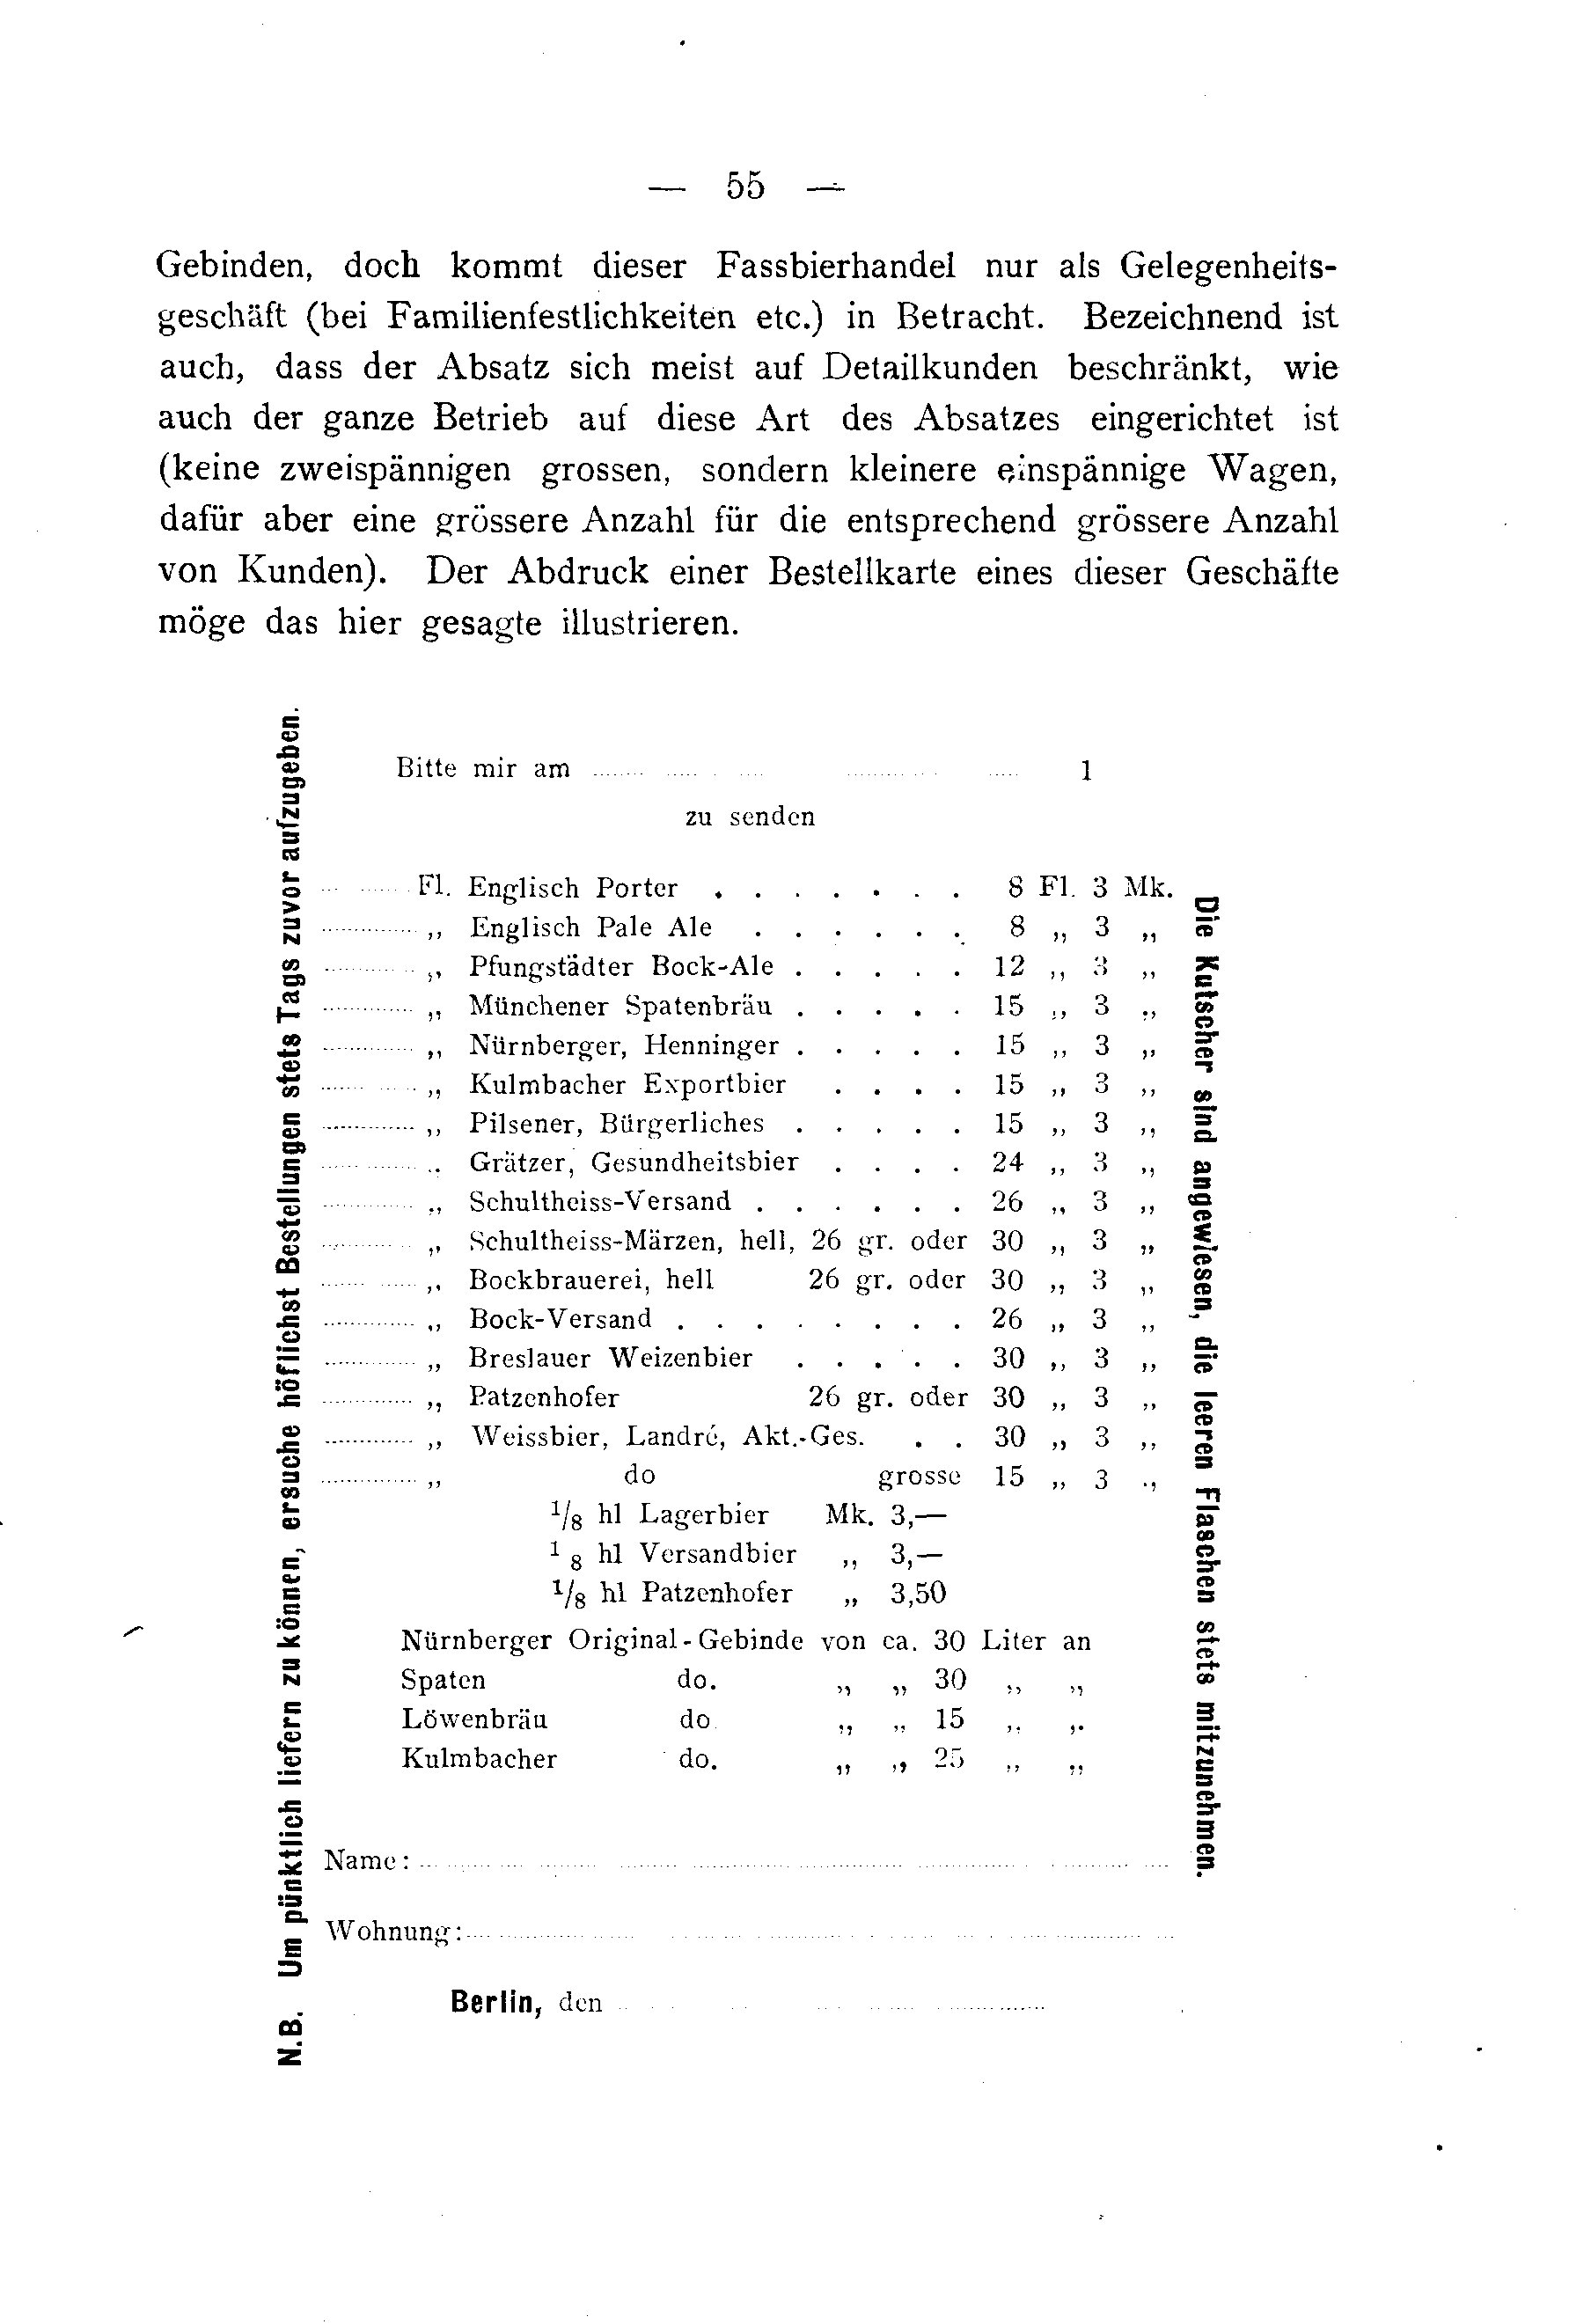 — 55 —
Gebinden, doch kommt dieser Fassbierhandel nur als Gelegenheits-
geschäft (bei Familienfestlichkeiten etc.) in Betracht. Bezeichnend ist
auch, dass der Absatz sich meist auf Detailkunden beschränkt, wie
auch der ganze Betrieb auf diese Art des Absatzes eingerichtet ist
(keine zweispännigen grossen, sondern kleinere einspännige Wagen,
dafür aber eine grössere Anzahl für die entsprechend grössere Anzahl
von Kunden). Der Abdruck einer Bestellkarte eines dieser Geschäfte
möge das hier gesagte illustrieren.
N.B. Um pünktlich liefern zu können, ersuche höflichst Bestellungen stets Tags zuvor aufzugeben.
Bitte mir am ........ 1
zu senden
........ Fl. Englisch Porter . . . . . . . 8 Fl. 3 Mk.
........ „ Englisch Pale Ale . . . . . . 8 „ 3 „
........ „ Pfungstädter Bock-Ale . . . . . 12 „ 3 „
........ „ Münchener Spatenbräu . . . . . 15 „ 3 „
........ „ Nürnberger, Henninger . . . . . 15 „ 3 „
........ „ Kulmbacher Exportbier . . . . 15 „ 3 „
........ „ Pilsener, Bürgerliches . . . . . 15 „ 3 „
........ „ Grätzer, Gesundheitsbier . . . . 24 „ 3 „
........ „ Schultheiss-Versand . . . . . . 26 „ 3 „
........ „ Schultheiss-Märzen, hell, 26 gr. oder 30 „ 3 „
........ „ Bockbrauerei, hell 26 gr. oder 30 „ 3 „
........ „ Bock-Versand . . . . . . . . 26 „ 3 „
........ „ Breslauer Weizenbier . . . . . 30 „ 3 „
........ „ Patzenhofer 26 gr. oder 30 „ 3 „
........ „ Weissbier, Landré, Akt.-Ges. . . 30 „ 3 „
........ „ do grosse 15 „ 3 „
1/8 hl Lagerbier Mk. 3,—
1/8 hl Versandbier „ 3,—
1/8 hl Patzenhofer „ 3,50
Nürnberger Original-Gebinde von ca. 30 Liter an
Spaten do. „ „ 30 „ „
Löwenbräu do. „ „ 15 „ „
Kulmbacher do. „ „ 25 „ „
Name: ........
Wohnung: ........
Berlin, den ........
Die Kutscher sind angewiesen, die leeren Flaschen stets mitzunehmen.